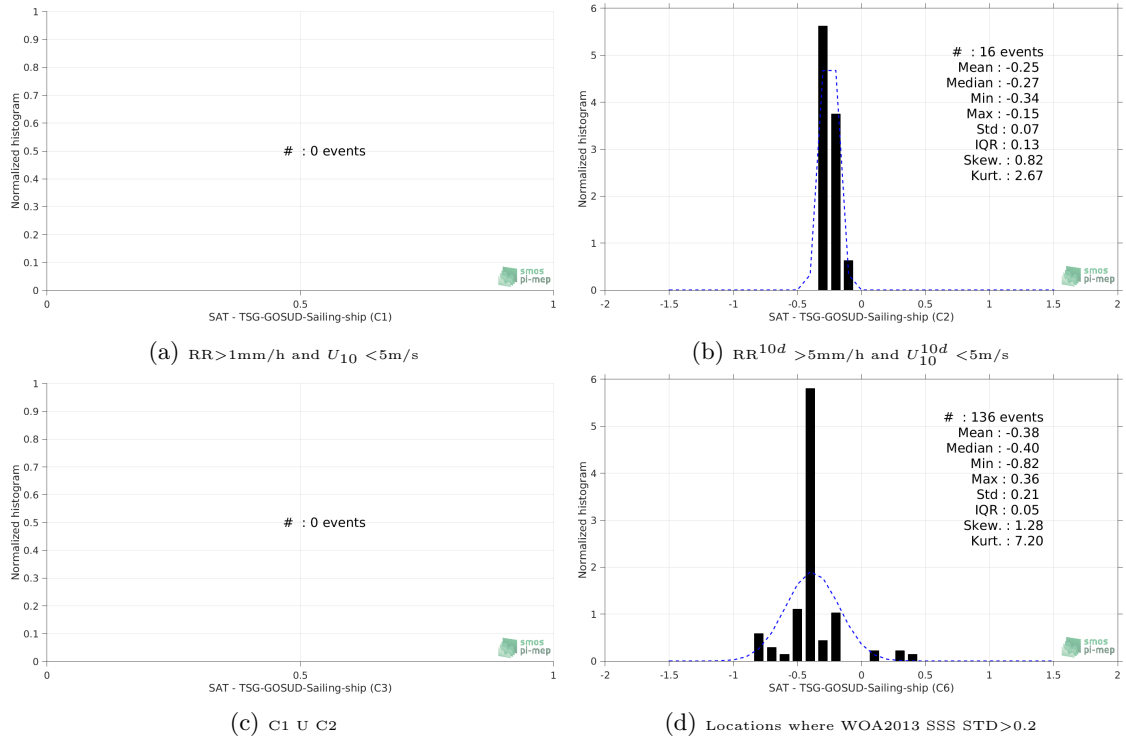 1
0.9
0.8
0.7
0.6
0.5
0.4
0.3
0.2
0.1
0
Normalized histogram
# : 0 events
smos
pi-mep
0 0.5 1
SAT - TSG-GOSUD-Sailing-ship (C1)
(a) RR>1mm/h and U10 <5m/s
6
5
4
3
2
1
0
Normalized histogram
# : 16 events
Mean : -0.25
Median : -0.27
Min : -0.34
Max : -0.15
Std : 0.07
IQR : 0.13
Skew. : 0.82
Kurt. : 2.67
smos
pi-mep
-2 -1.5 -1 -0.5 0 0.5 1 1.5 2
SAT - TSG-GOSUD-Sailing-ship (C2)
(b) RR^10d >5mm/h and U10^10d <5m/s
1
0.9
0.8
0.7
0.6
0.5
0.4
0.3
0.2
0.1
0
Normalized histogram
# : 0 events
smos
pi-mep
0 0.5 1
SAT - TSG-GOSUD-Sailing-ship (C3)
(c) C1 U C2
6
5
4
3
2
1
0
Normalized histogram
# : 136 events
Mean : -0.38
Median : -0.40
Min : -0.82
Max : 0.36
Std : 0.21
IQR : 0.05
Skew. : 1.28
Kurt. : 7.20
smos
pi-mep
-2 -1.5 -1 -0.5 0 0.5 1 1.5 2
SAT - TSG-GOSUD-Sailing-ship (C6)
(d) Locations where WOA2013 SSS STD>0.2